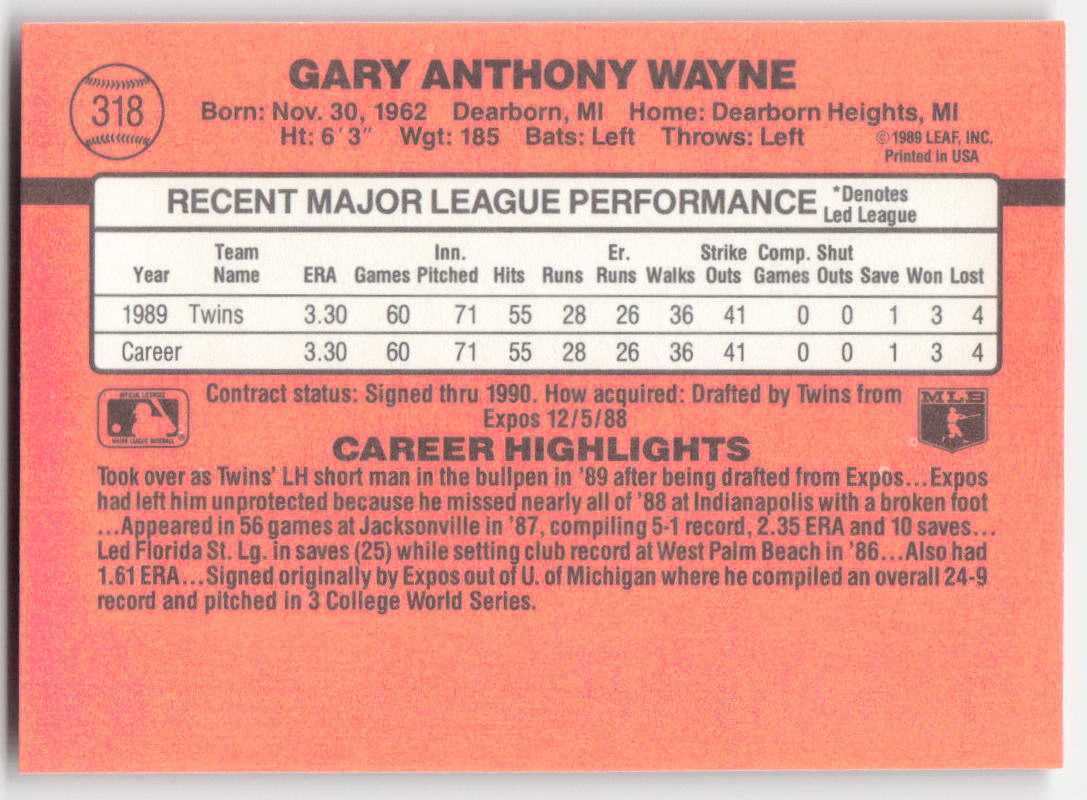 318
GARY ANTHONY WAYNE
Born: Nov. 30, 1962 Dearborn, MI Home: Dearborn Heights, MI
Ht: 6'3" Wgt: 185 Bats: Left Throws: Left
©1989 LEAF, INC.
Printed in USA
RECENT MAJOR LEAGUE PERFORMANCE *Denotes
Led League
Team Inn. Er. Strike Comp. Shut
Year Name ERA Games Pitched Hits Runs Runs Walks Outs Games Outs Save Won Lost
1989 Twins 3.30 60 71 55 28 26 36 41 0 0 1 3 4
Career 3.30 60 71 55 28 26 36 41 0 0 1 3 4
OFFICIAL LICENSEE
MAJOR LEAGUE BASEBALL
Contract status: Signed thru 1990. How acquired: Drafted by Twins from
Expos 12/5/88
MLB
CAREER HIGHLIGHTS
Took over as Twins' LH short man in the bullpen in '89 after being drafted from Expos...Expos
had left him unprotected because he missed nearly all of '88 at Indianapolis with a broken foot
...Appeared in 56 games at Jacksonville in '87, compiling 5-1 record, 2.35 ERA and 10 saves...
Led Florida St. Lg. in saves (25) while setting club record at West Palm Beach in '86...Also had
1.61 ERA...Signed originally by Expos out of U. of Michigan where he compiled an overall 24-9
record and pitched in 3 College World Series.